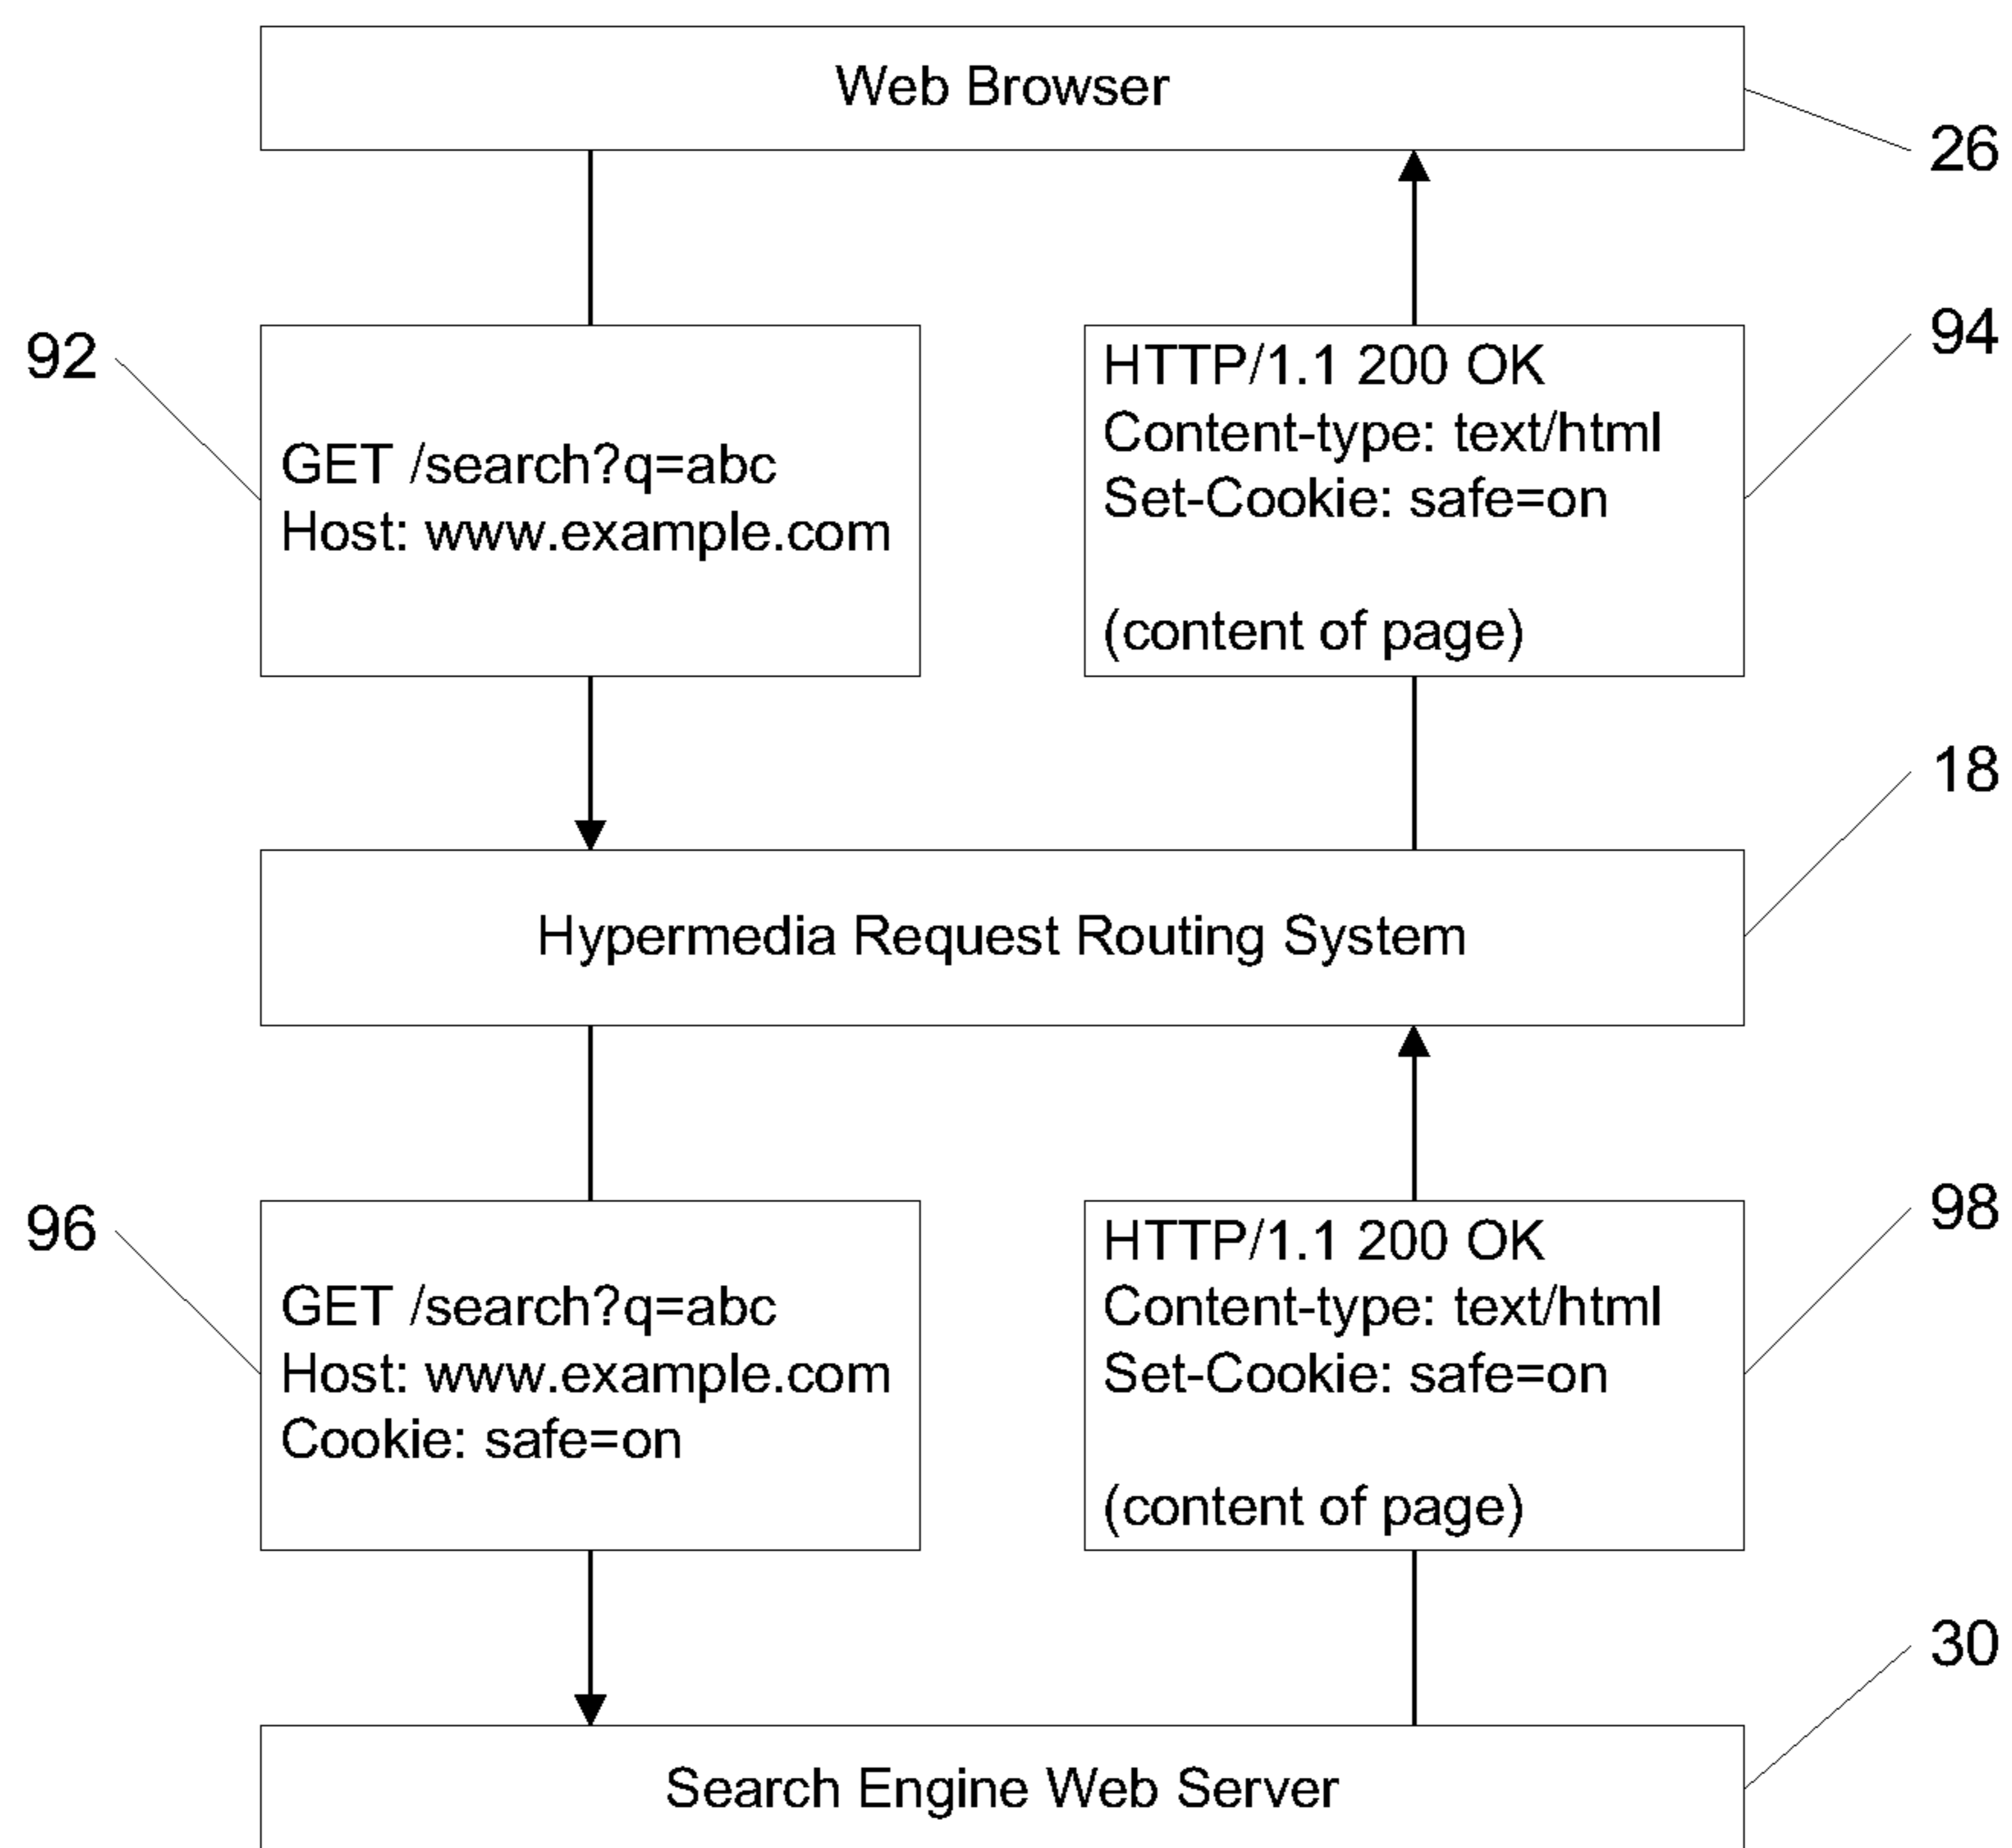 Web Browser
26
92
GET /search?q=abc
Host: www.example.com
HTTP/1.1 200 OK
Content-type: text/html
Set-Cookie: safe=on
(content of page)
94
18
Hypermedia Request Routing System
96
GET /search?q=abc
Host: www.example.com
Cookie: safe=on
HTTP/1.1 200 OK
Content-type: text/html
Set-Cookie: safe=on
(content of page)
98
30
Search Engine Web Server